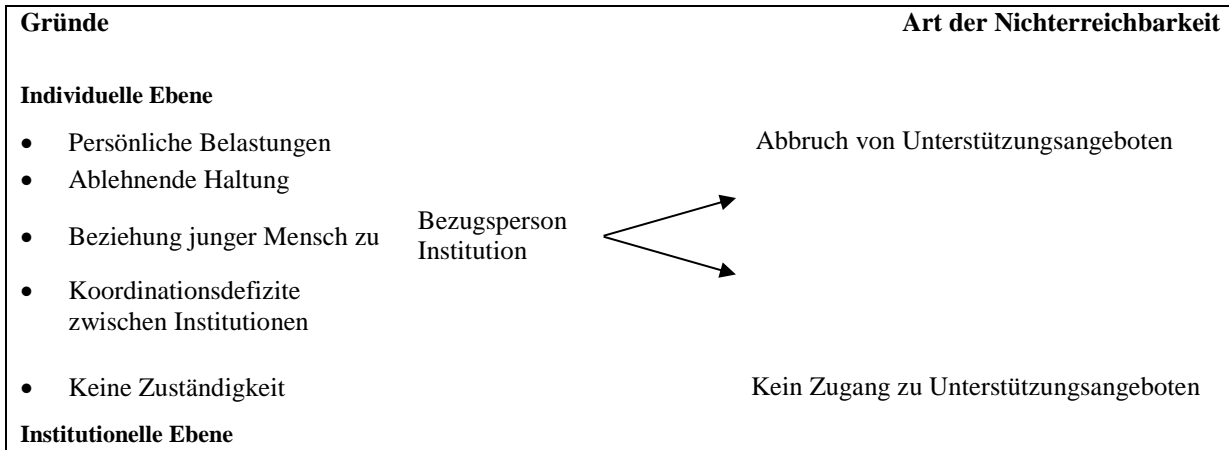 Gründe Art der Nichterreichbarkeit
Individuelle Ebene
• Persönliche Belastungen Abbruch von Unterstützungsangeboten
• Ablehnende Haltung
• Beziehung junger Mensch zu Bezugsperson
Institution
• Koordinationsdefizite
zwischen Institutionen
• Keine Zuständigkeit Kein Zugang zu Unterstützungsangeboten
Institutionelle Ebene